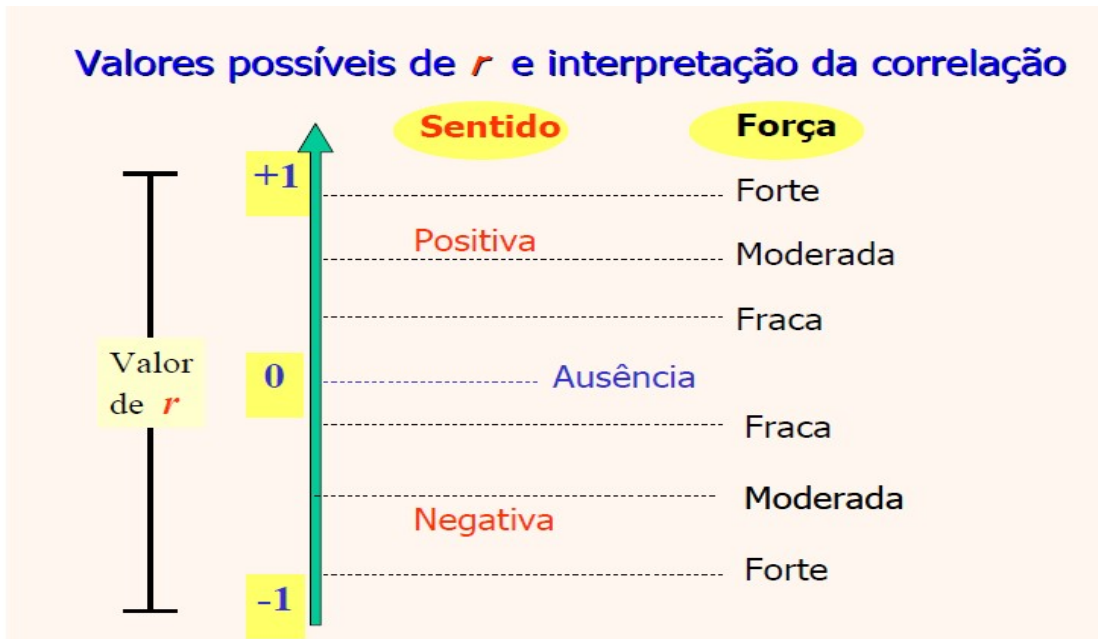 Valores possíveis de r e interpretação da correlação
Sentido
Força
+1
Forte
Positiva
Moderada
Fraca
Valor
de r
0
Ausência
Fraca
Moderada
Negativa
Forte
-1